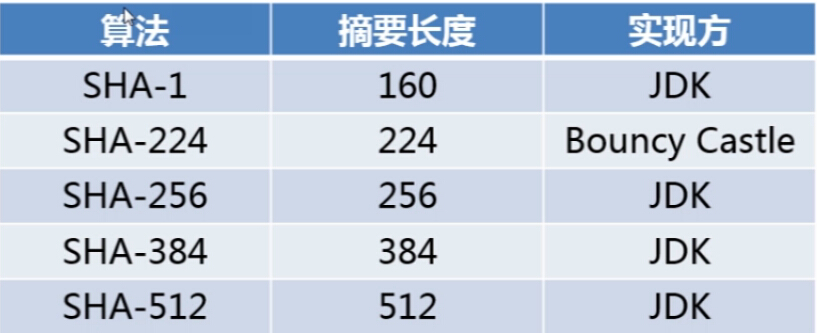 算法 摘要长度 实现方
SHA-1 160 JDK
SHA-224 224 Bouncy Castle
SHA-256 256 JDK
SHA-384 384 JDK
SHA-512 512 JDK